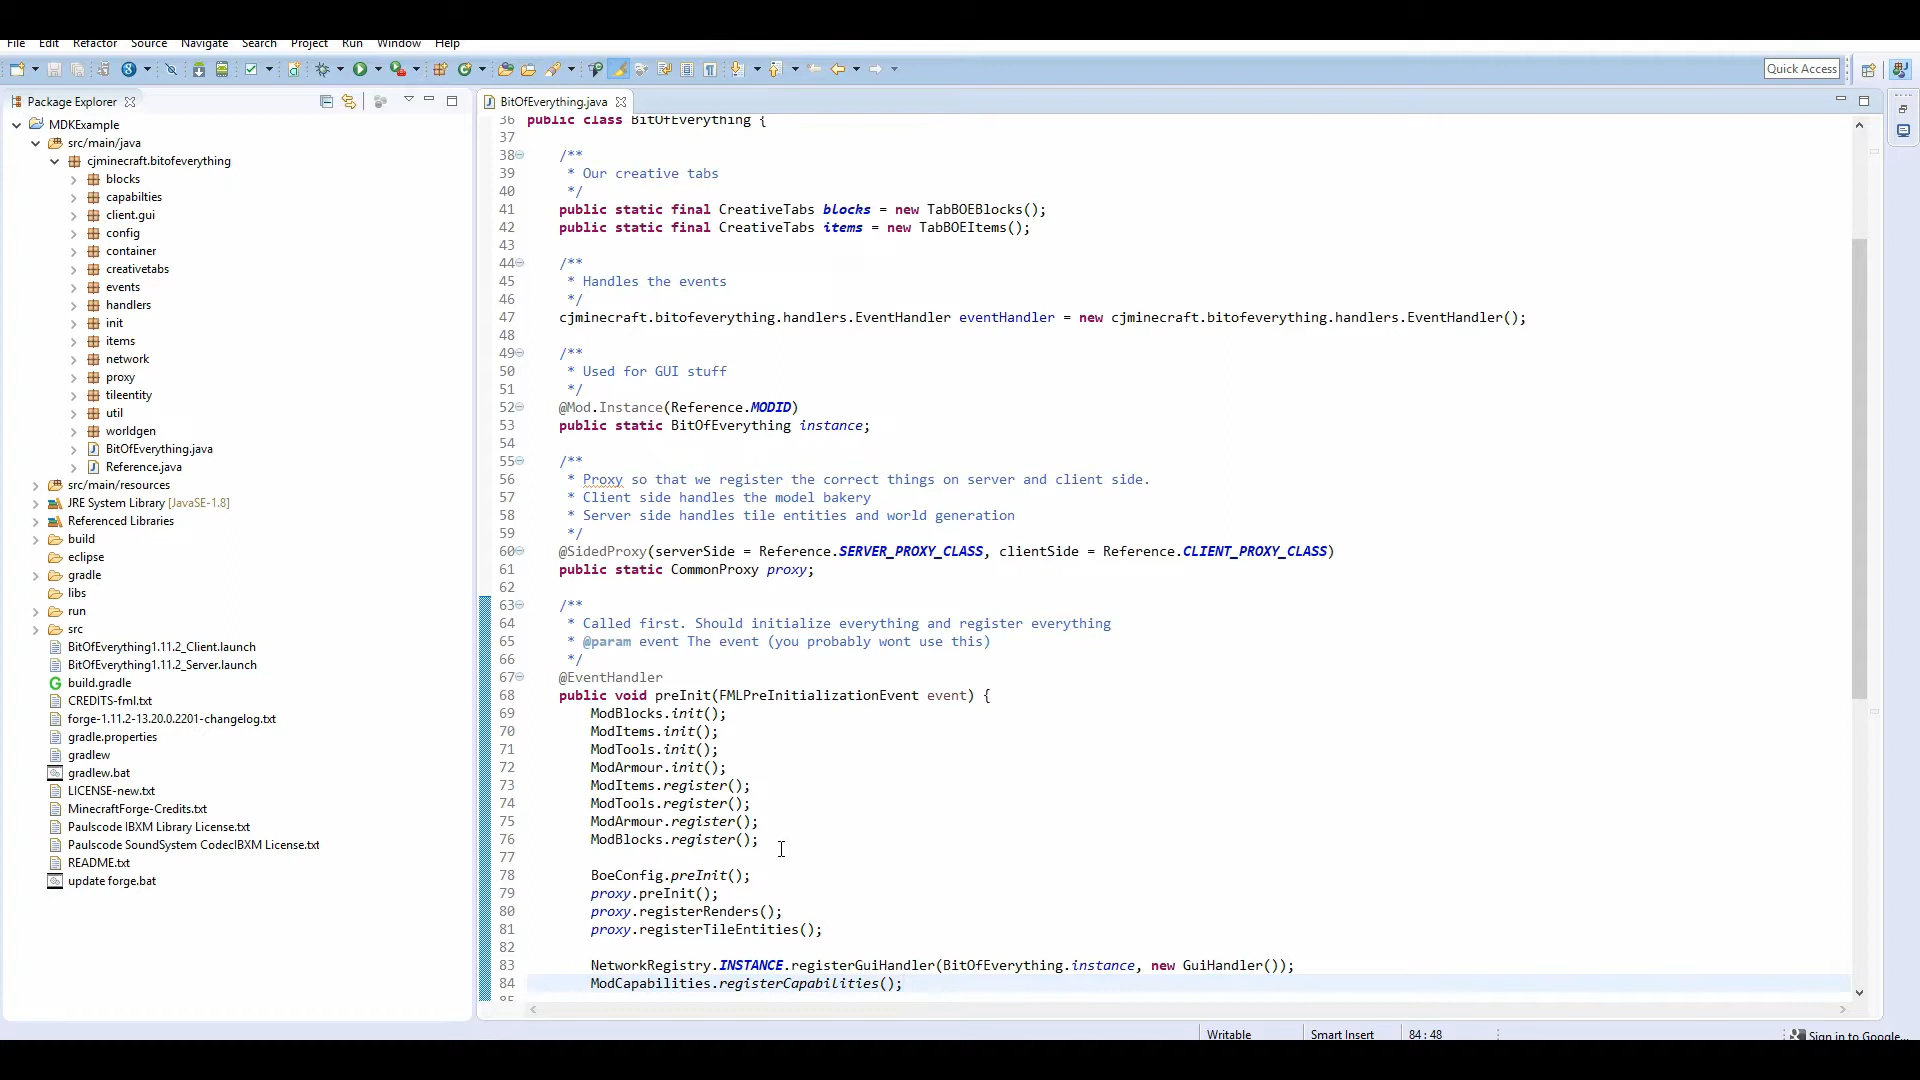 File Edit Refactor Source Navigate Search Project Run Window Help
Quick Access
Package Explorer
MDKExample
src/main/java
cjminecraft.bitofeverything
blocks
capabilties
client.gui
config
container
creativetabs
events
handlers
init
items
network
proxy
tileentity
util
worldgen
BitOfEverything.java
Reference.java
src/main/resources
JRE System Library [JavaSE-1.8]
Referenced Libraries
build
eclipse
gradle
libs
run
src
BitOfEverything1.11.2_Client.launch
BitOfEverything1.11.2_Server.launch
build.gradle
CREDITS-fml.txt
forge-1.11.2-13.20.0.2201-changelog.txt
gradle.properties
gradlew
gradlew.bat
LICENSE-new.txt
MinecraftForge-Credits.txt
Paulscode IBXM Library License.txt
Paulscode SoundSystem CodecIBXM License.txt
README.txt
update forge.bat
BitOfEverything.java
36 public class BitOfEverything {
37
38 /**
39 * Our creative tabs
40 */
41 public static final CreativeTabs blocks = new TabBOEBlocks();
42 public static final CreativeTabs items = new TabBOEItems();
43
44 /**
45 * Handles the events
46 */
47 cjminecraft.bitofeverything.handlers.EventHandler eventHandler = new cjminecraft.bitofeverything.handlers.EventHandler();
48
49 /**
50 * Used for GUI stuff
51 */
52 @Mod.Instance(Reference.MODID)
53 public static BitOfEverything instance;
54
55 /**
56 * Proxy so that we register the correct things on server and client side.
57 * Client side handles the model bakery
58 * Server side handles tile entities and world generation
59 */
60 @SidedProxy(serverSide = Reference.SERVER_PROXY_CLASS, clientSide = Reference.CLIENT_PROXY_CLASS)
61 public static CommonProxy proxy;
62
63 /**
64 * Called first. Should initialize everything and register everything
65 * @param event The event (you probably wont use this)
66 */
67 @EventHandler
68 public void preInit(FMLPreInitializationEvent event) {
69 ModBlocks.init();
70 ModItems.init();
71 ModTools.init();
72 ModArmour.init();
73 ModItems.register();
74 ModTools.register();
75 ModArmour.register();
76 ModBlocks.register();
77
78 BoeConfig.preInit();
79 proxy.preInit();
80 proxy.registerRenders();
81 proxy.registerTileEntities();
82
83 NetworkRegistry.INSTANCE.registerGuiHandler(BitOfEverything.instance, new GuiHandler());
84 ModCapabilities.registerCapabilities();
85
Writable Smart Insert 84 : 48 Sign in to Google...